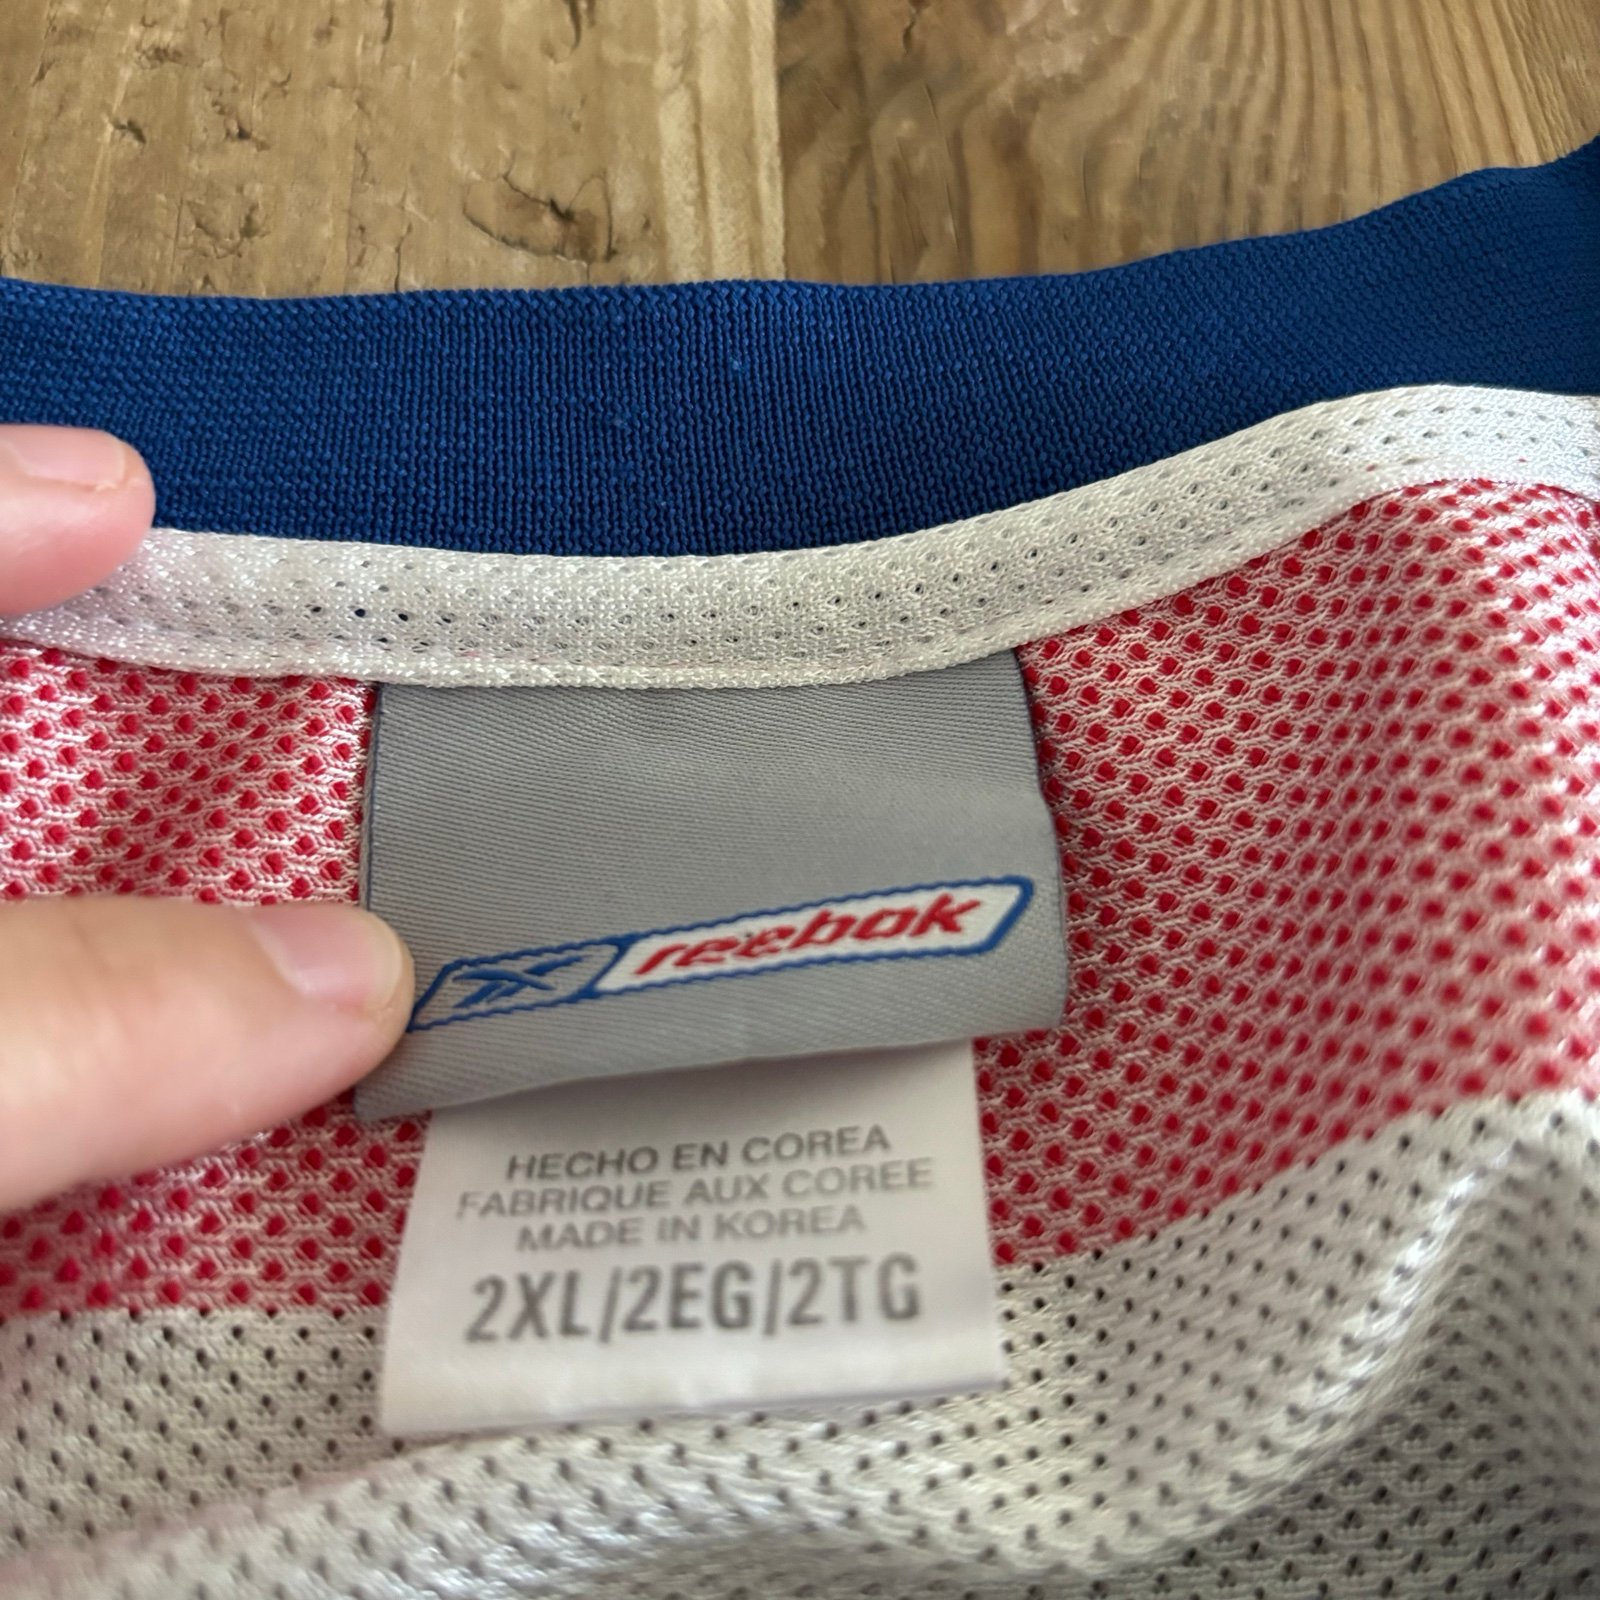 reebok
HECHO EN COREA
FABRIQUE AUX COREE
MADE IN KOREA
2XL/2EG/2TG